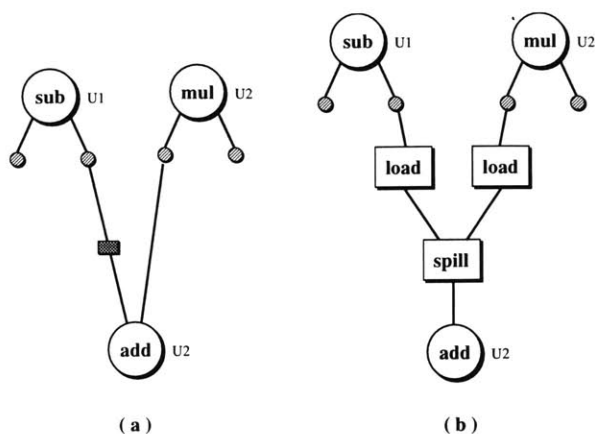 sub U1
mul U2
add U2
( a )
sub U1
mul U2
load
load
spill
add U2
( b )